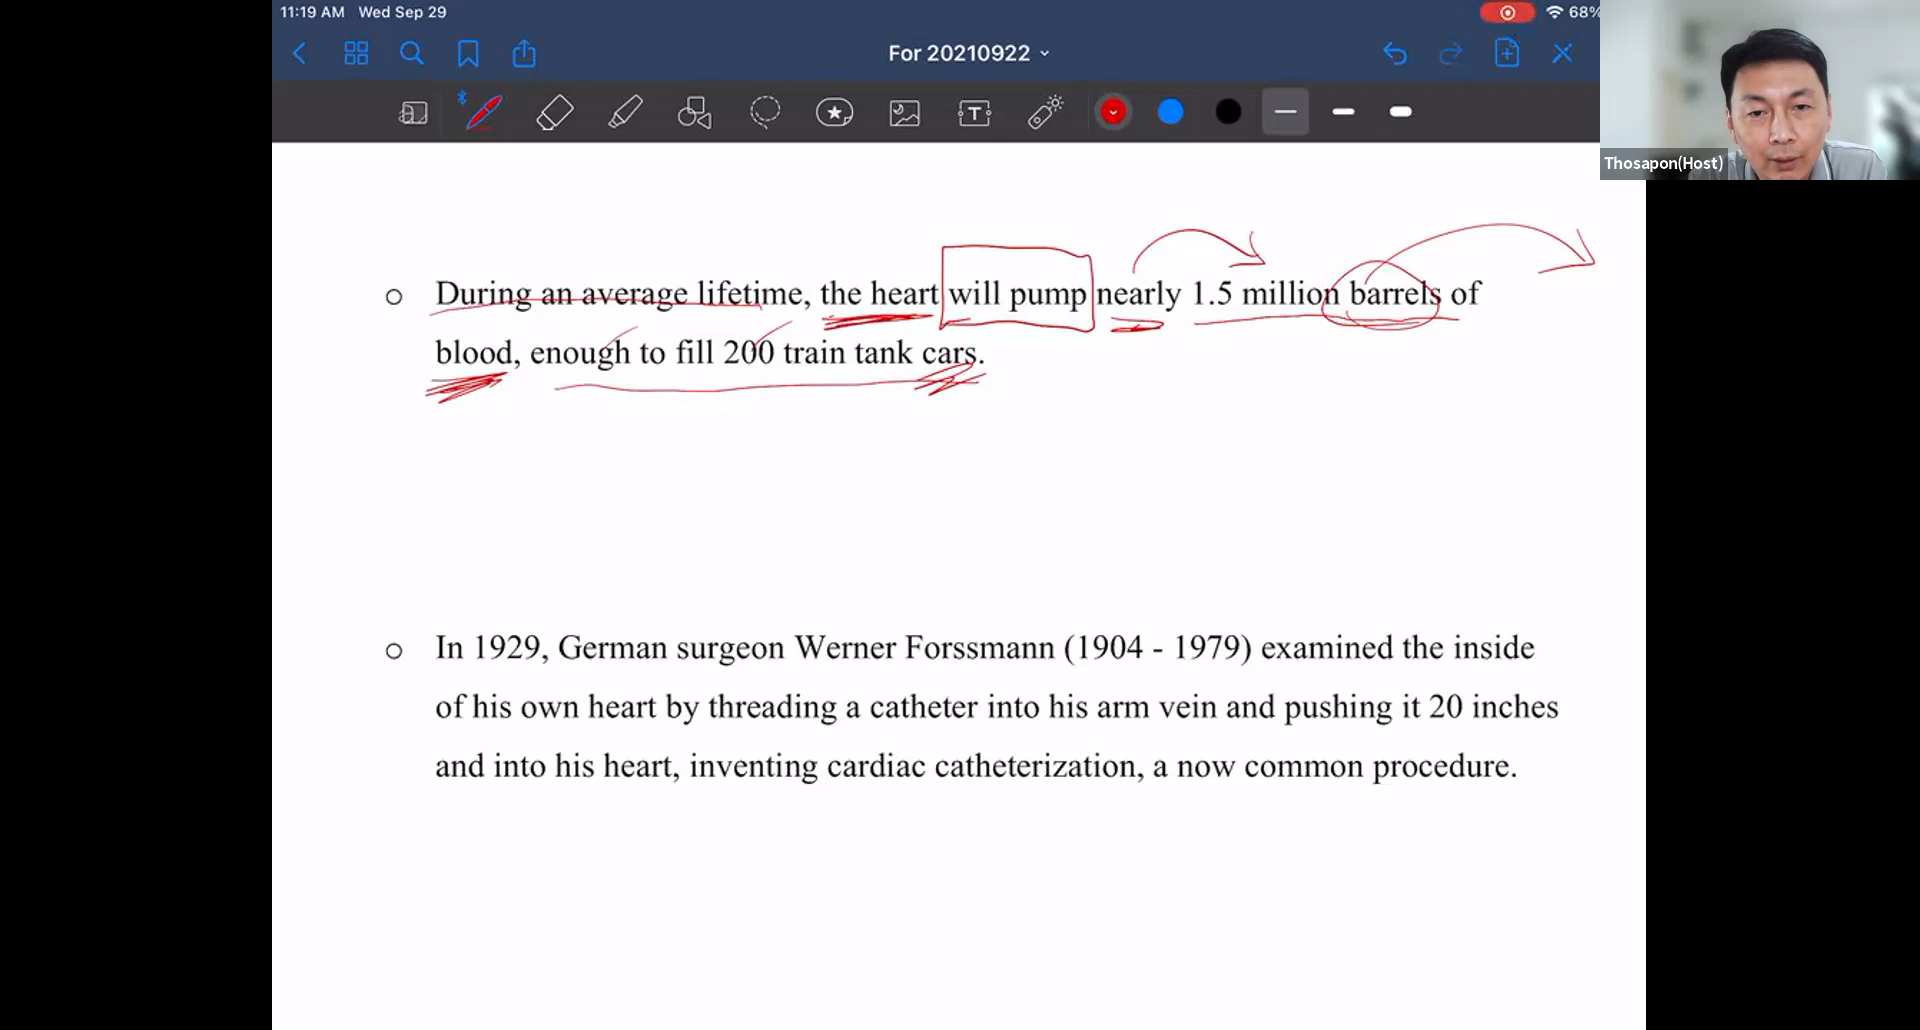 11:19 AM Wed Sep 29
68%
For 20210922
T
Thosapon(Host)
During an average lifetime, the heart will pump nearly 1.5 million barrels of
blood, enough to fill 200 train tank cars.
In 1929, German surgeon Werner Forssmann (1904 - 1979) examined the inside
of his own heart by threading a catheter into his arm vein and pushing it 20 inches
and into his heart, inventing cardiac catheterization, a now common procedure.